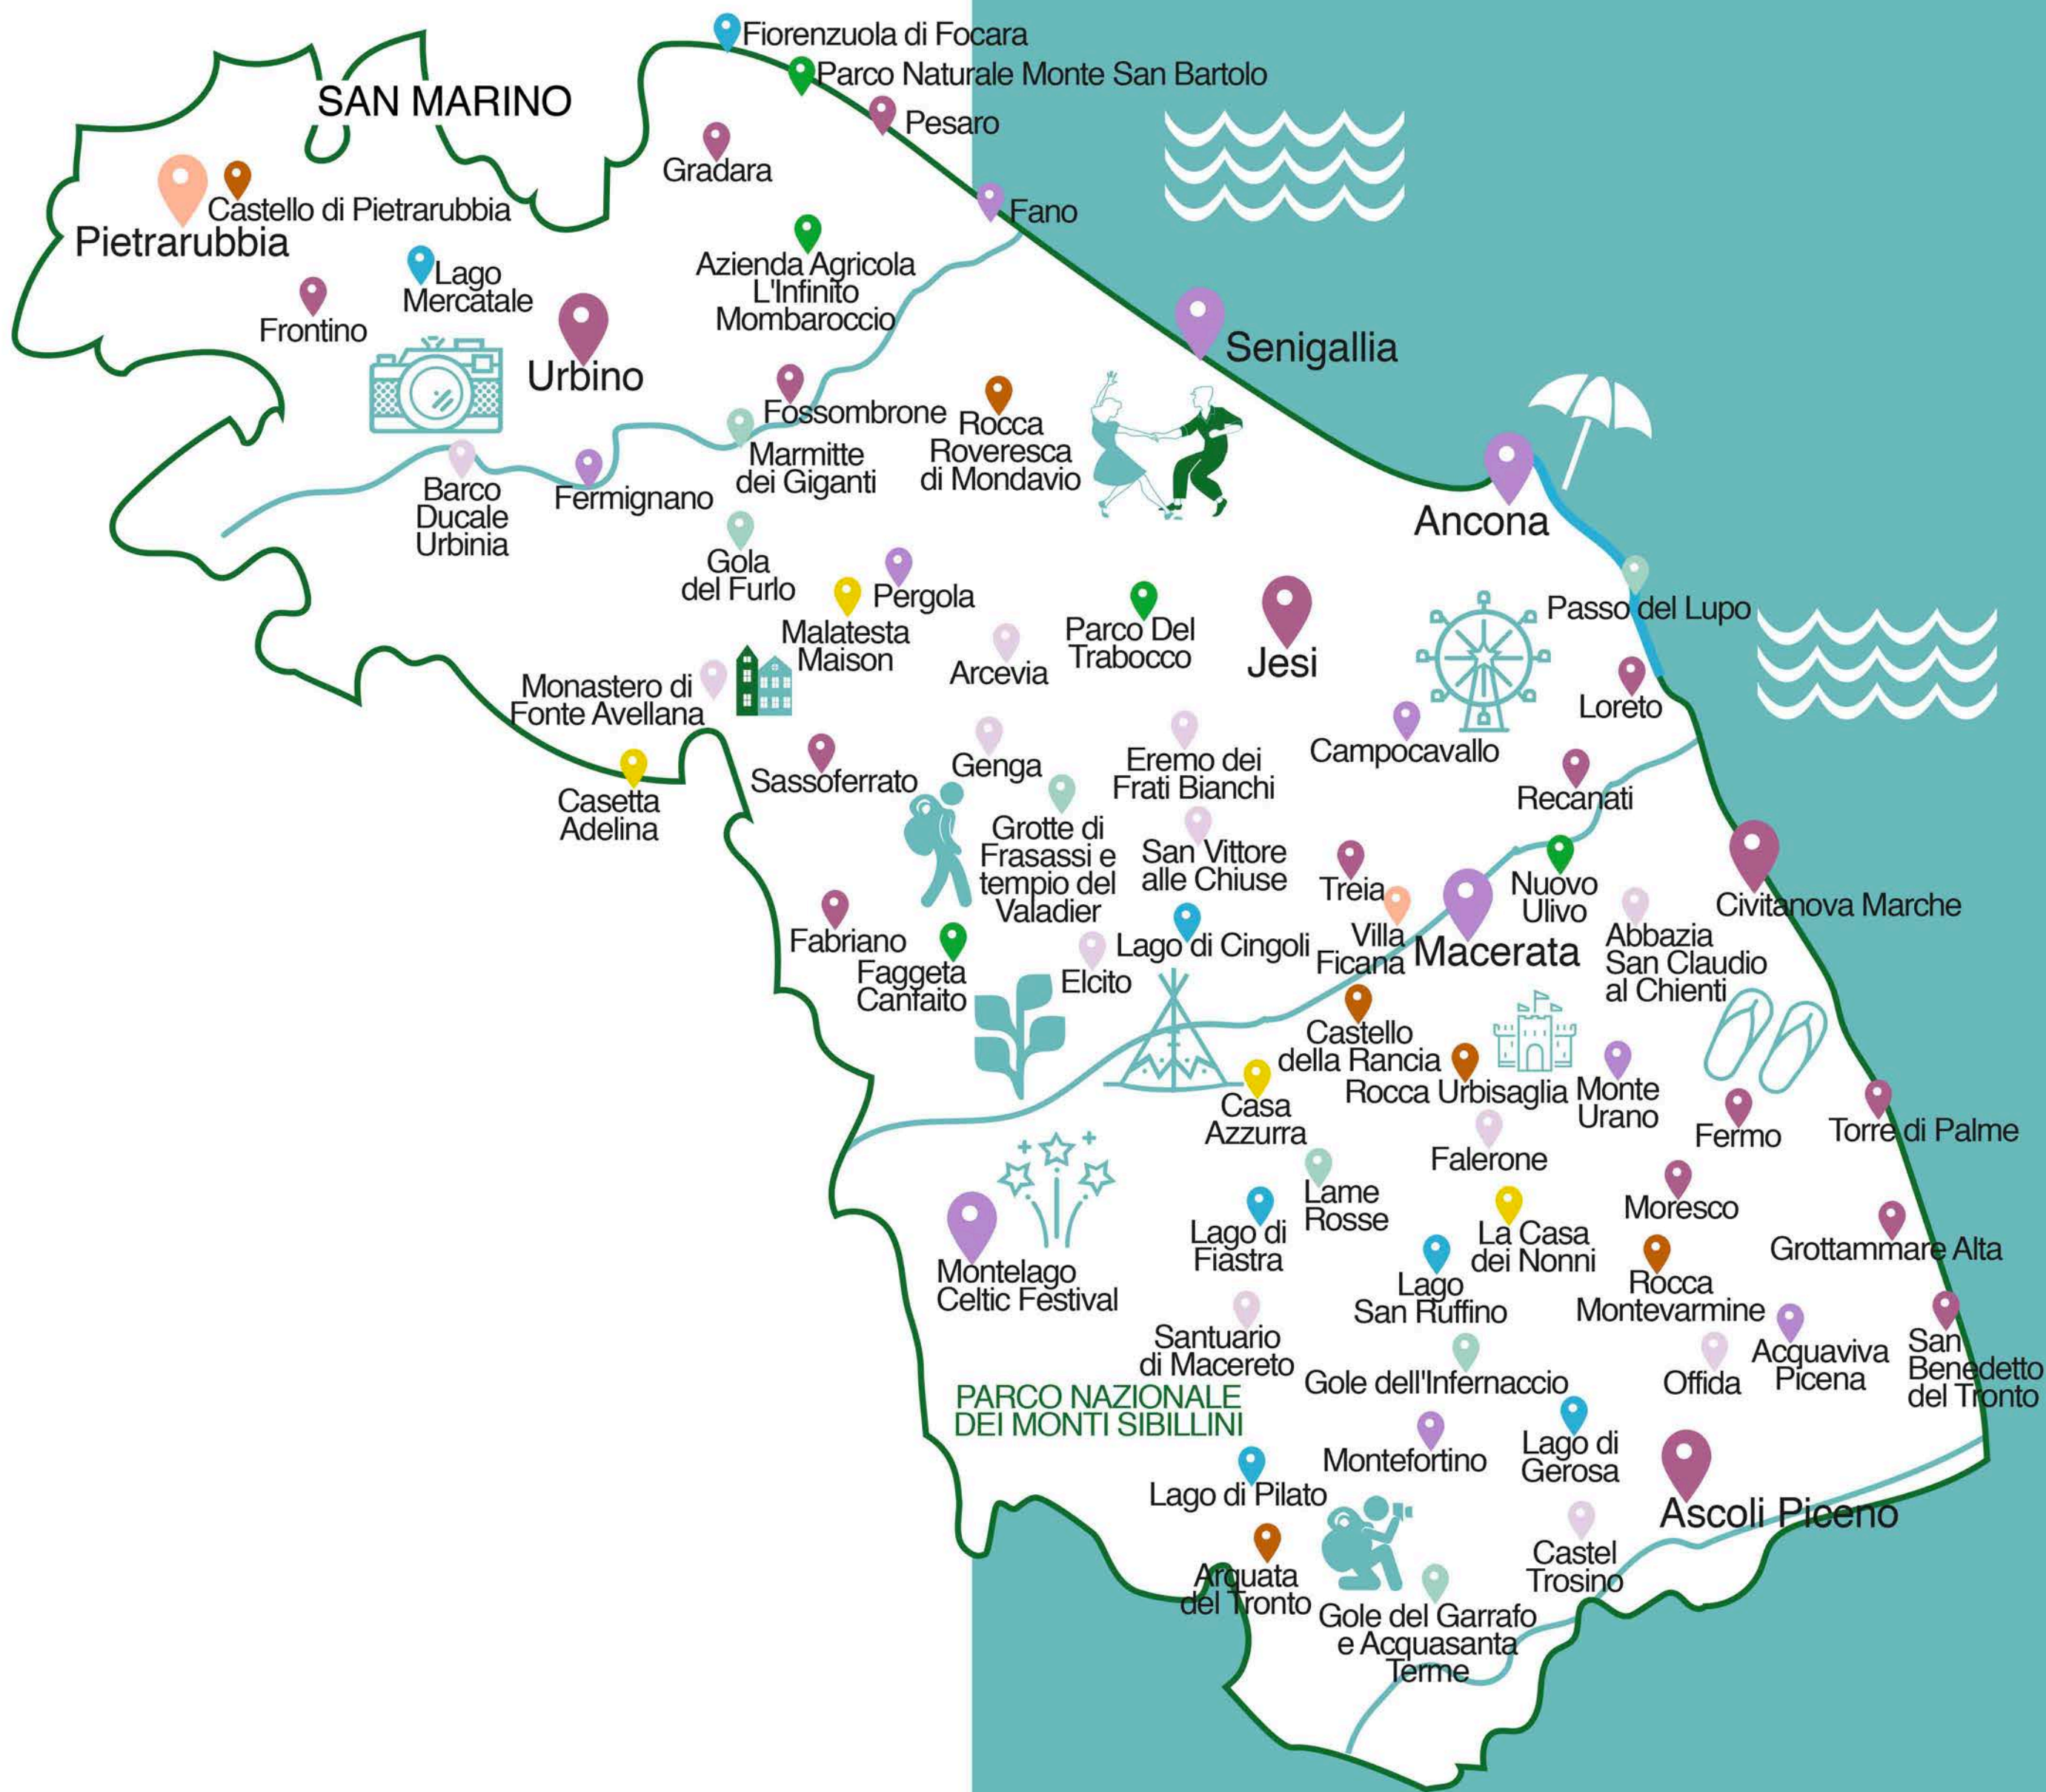 Fiorenzuola di Focara
Parco Naturale Monte San Bartolo
SAN MARINO
Pesaro
Gradara
Castello di Pietrarubbia
Pietrarubbia
Fano
Lago
Mercatale
Azienda Agricola
L'Infinito
Mombaroccio
Frontino
Urbino
Senigallia
Fossombrone
Rocca
Roveresca
di Mondavio
Marmitte
dei Giganti
Barco
Ducale
Urbinia
Fermignano
Ancona
Gola
del Furlo
Pergola
Passo del Lupo
Malatesta
Maison
Parco Del
Trabocco
Arcevia
Jesi
Monastero di
Fonte Avellana
Loreto
Campocavallo
Sassoferrato
Genga
Eremo dei
Frati Bianchi
Recanati
Casetta
Adelina
Grotte di
Frasassi e
tempio del
Valadier
San Vittore
alle Chiuse
Treia
Nuovo
Ulivo
Civitanova Marche
Fabriano
Lago di Cingoli
Villa
Ficana
Macerata
Abbazia
San Claudio
al Chienti
Faggeta
Canfaito
Elcito
Castello
della Rancia
Rocca Urbisaglia
Monte
Urano
Casa
Azzurra
Fermo
Torre di Palme
Falerone
Lame
Rosse
Moresco
Lago di
Fiastra
La Casa
dei Nonni
Grottammare Alta
Montelago
Celtic Festival
Lago
San Ruffino
Rocca
Montevarmine
Santuario
di Macereto
Acquaviva
Picena
San
Benedetto
del Tronto
Gole dell'Infernaccio
Offida
PARCO NAZIONALE
DEI MONTI SIBILLINI
Montefortino
Lago di
Gerosa
Lago di Pilato
Ascoli Piceno
Castel
Trosino
Arquata
del Tronto
Gole del Garrafo
e Acquasanta
Terme